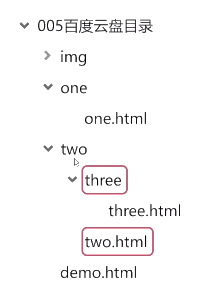 005百度云盘目录
img
one
one.html
two
three
three.html
two.html
demo.html